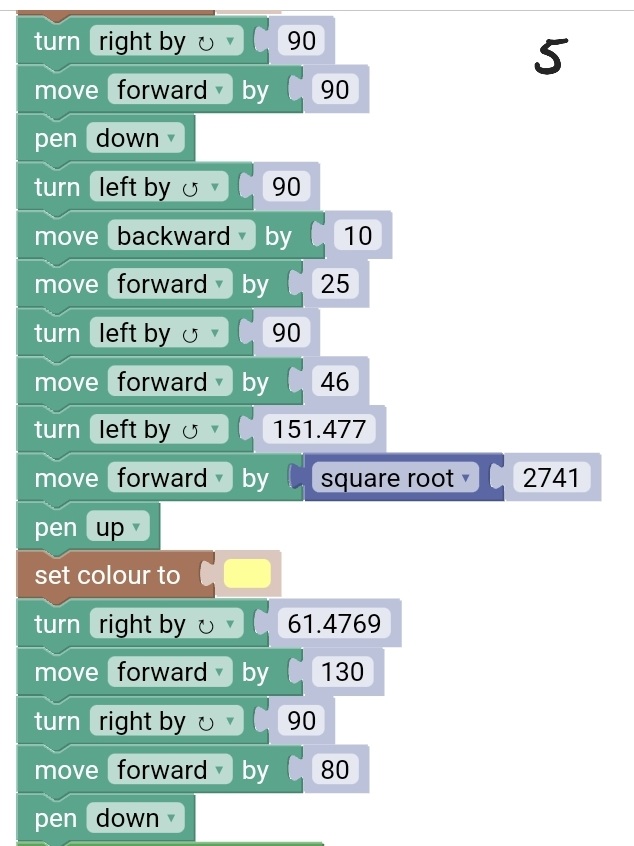 turn right by ↻ ▾ 90
5
move forward ▾ by 90
pen down ▾
turn left by ↺ ▾ 90
move backward ▾ by 10
move forward ▾ by 25
turn left by ↺ ▾ 90
move forward ▾ by 46
turn left by ↺ ▾ 151.477
move forward ▾ by square root ▾ 2741
pen up ▾
set colour to
turn right by ↻ ▾ 61.4769
move forward ▾ by 130
turn right by ↻ ▾ 90
move forward ▾ by 80
pen down ▾